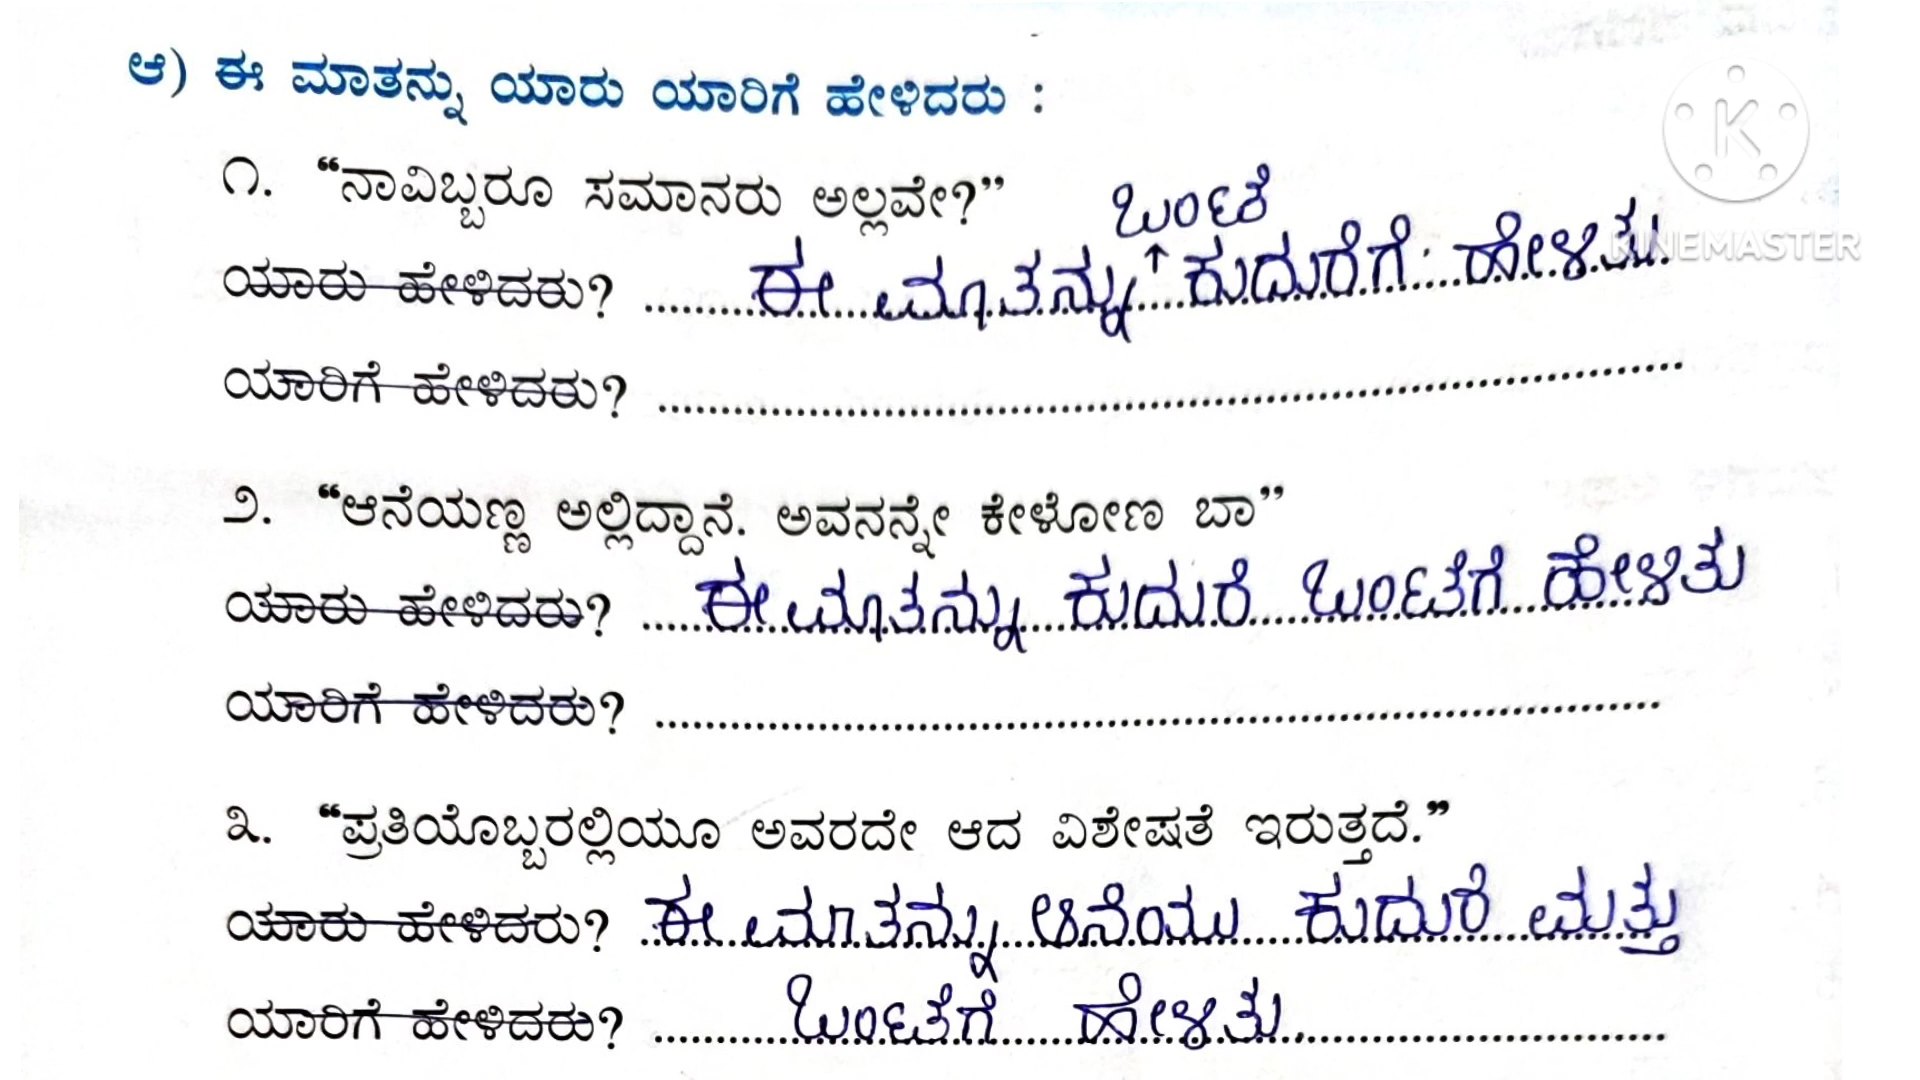 ಆ) ಈ ಮಾತನ್ನು ಯಾರು ಯಾರಿಗೆ ಹೇಳಿದರು :
೧. “ನಾವಿಬ್ಬರೂ ಸಮಾನರು ಅಲ್ಲವೇ?”
ಒಂಟೆ
ಯಾರು ಹೇಳಿದರು? ಈ ಮಾತನ್ನು ↑ ಕುದುರೆಗೆ ಹೇಳಿತು.
ಯಾರಿಗೆ ಹೇಳಿದರು?
೨. “ಆನೆಯಣ್ಣ ಅಲ್ಲಿದ್ದಾನೆ. ಅವನನ್ನೇ ಕೇಳೋಣ ಬಾ”
ಯಾರು ಹೇಳಿದರು? ಈ ಮಾತನ್ನು ಕುದುರೆ ಒಂಟೆಗೆ ಹೇಳಿತು
ಯಾರಿಗೆ ಹೇಳಿದರು?
೩. “ಪ್ರತಿಯೊಬ್ಬರಲ್ಲಿಯೂ ಅವರದೇ ಆದ ವಿಶೇಷತೆ ಇರುತ್ತದೆ.”
ಯಾರು ಹೇಳಿದರು? ಈ ಮಾತನ್ನು ಆನೆಯು ಕುದುರೆ ಮತ್ತು
ಯಾರಿಗೆ ಹೇಳಿದರು? ಒಂಟೆಗೆ ಹೇಳಿತು.
K
KINEMASTER